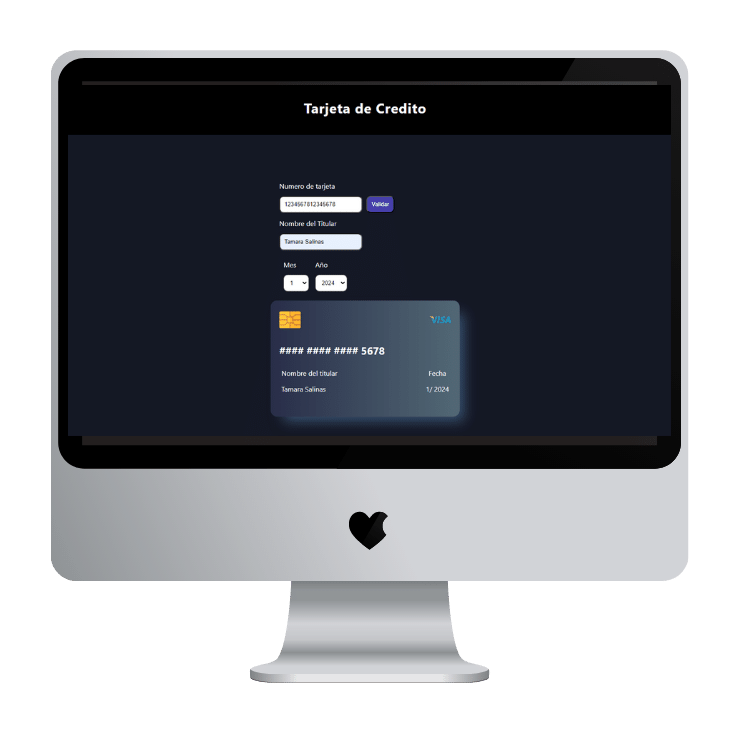 Tarjeta de Credito
Numero de tarjeta
1234567812345678 Validar
Nombre del Titular
Tamara Salinas
Mes Año
1 2024
VISA
#### #### #### 5678
Nombre del titular Fecha
Tamara Salinas 1/ 2024